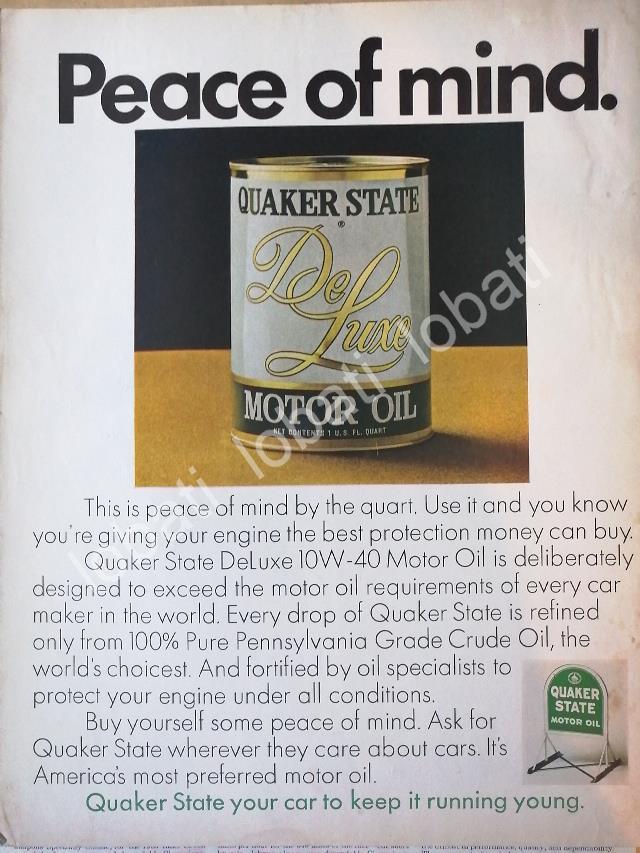 Peace of mind.
QUAKER STATE
®
De Luxe
MOTOR OIL
NET CONTENTS 1 U.S. FL. QUART
lobati lobati lobati lobati
This is peace of mind by the quart. Use it and you know
you're giving your engine the best protection money can buy.
Quaker State DeLuxe 10W-40 Motor Oil is deliberately
designed to exceed the motor oil requirements of every car
maker in the world. Every drop of Quaker State is refined
only from 100% Pure Pennsylvania Grade Crude Oil, the
world's choicest. And fortified by oil specialists to
protect your engine under all conditions.
Buy yourself some peace of mind. Ask for
Quaker State wherever they care about cars. It's
America's most preferred motor oil.
QUAKER
STATE
MOTOR OIL
Quaker State your car to keep it running young.